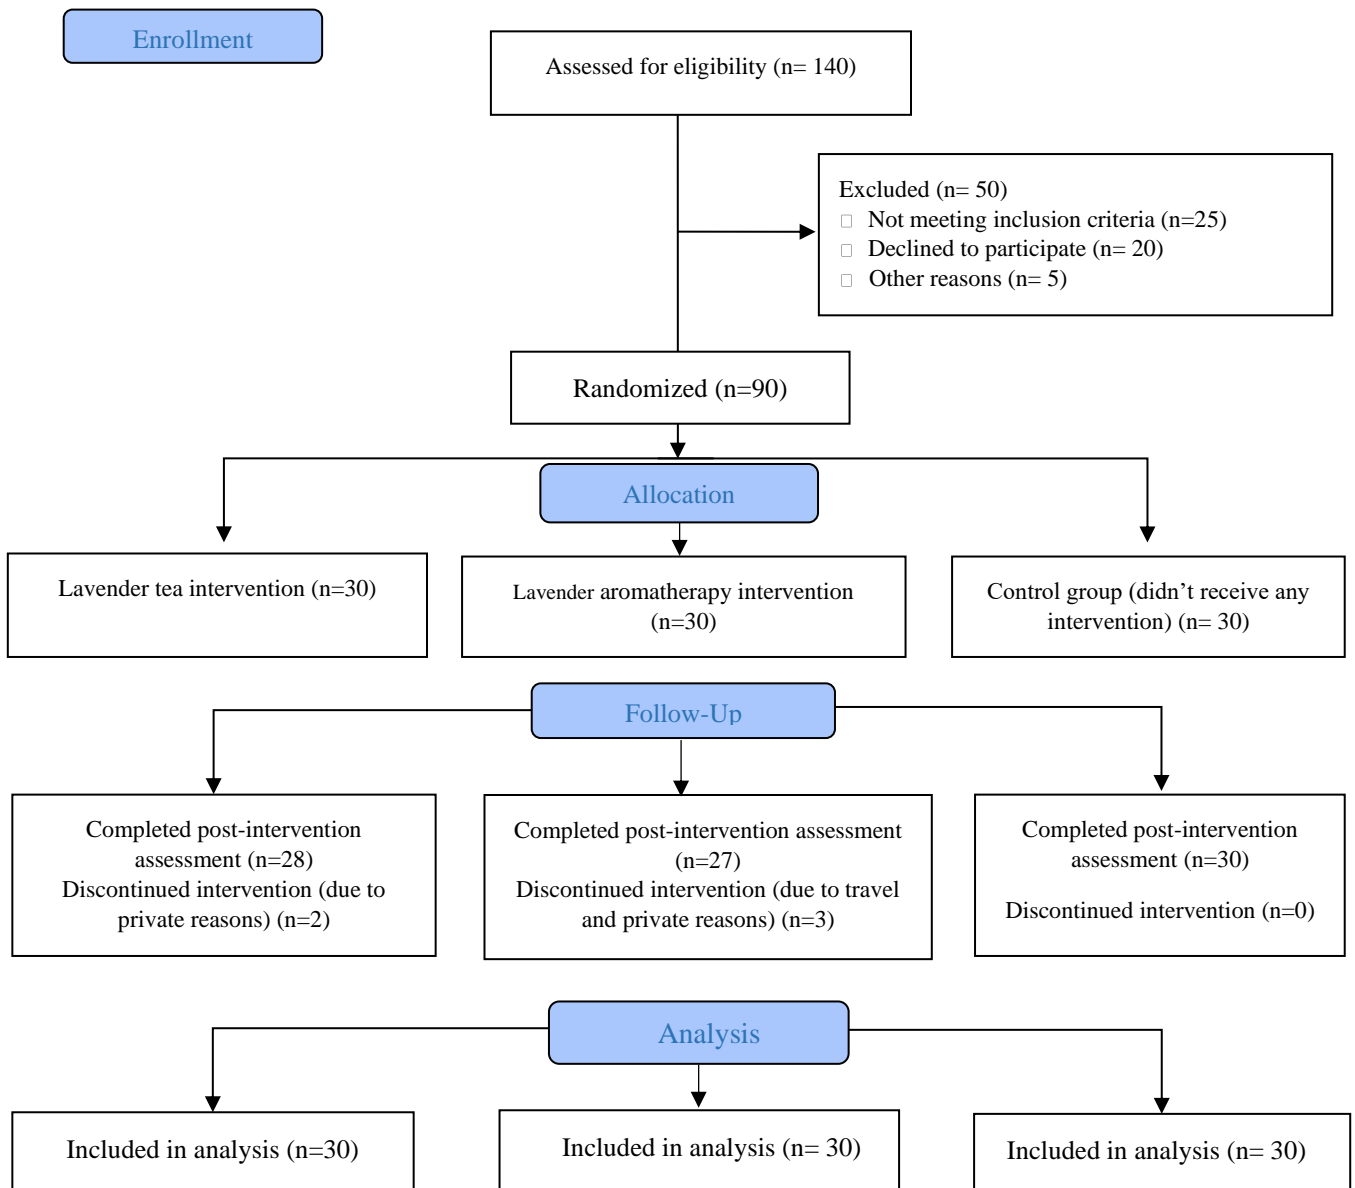 Enrollment
Assessed for eligibility (n= 140)
Excluded (n= 50)
□ Not meeting inclusion criteria (n=25)
□ Declined to participate (n= 20)
□ Other reasons (n= 5)
Randomized (n=90)
Allocation
Lavender tea intervention (n=30)
Lavender aromatherapy intervention
(n=30)
Control group (didn’t receive any
intervention) (n= 30)
Follow-Up
Completed post-intervention
assessment (n=28)
Discontinued intervention (due to
private reasons) (n=2)
Completed post-intervention assessment
(n=27)
Discontinued intervention (due to travel
and private reasons) (n=3)
Completed post-intervention
assessment (n=30)
Discontinued intervention (n=0)
Analysis
Included in analysis (n=30)
Included in analysis (n= 30)
Included in analysis (n= 30)